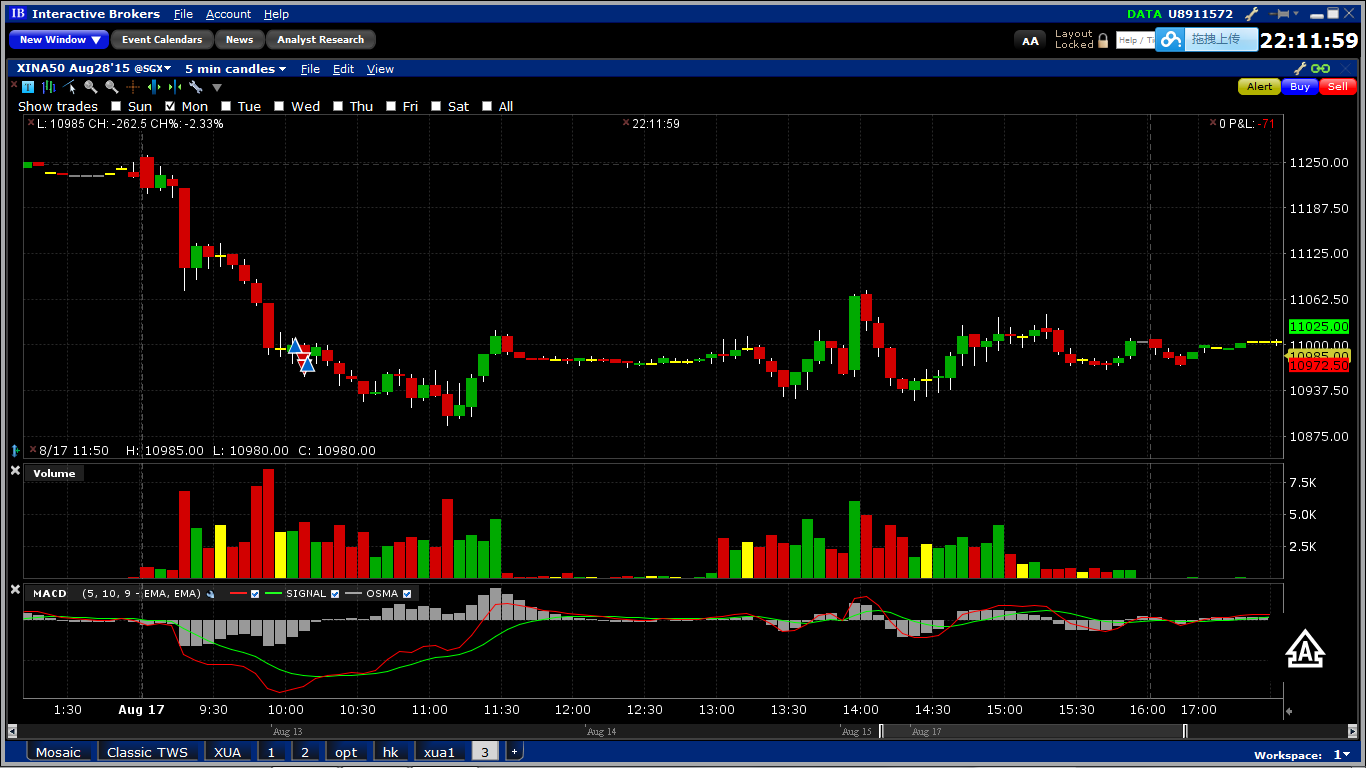 IB Interactive Brokers File Account Help DATA U8911572
New Window ▼ Event Calendars News Analyst Research AA Layout Locked Help / 拖拽上传 22:11:59
XINA50 Aug28'15 @SGX▼ 5 min candles ▼ File Edit View
T Alert Buy Sell
Show trades Sun Mon Tue Wed Thu Fri Sat All
L: 10985 CH: -262.5 CH%: -2.33% 22:11:59 0 P&L: -71
11250.00
11187.50
11125.00
11062.50
11025.00
11000.00
10985.00
10972.50
10937.50
10875.00
8/17 11:50 H: 10985.00 L: 10980.00 C: 10980.00
Volume
7.5K
5.0K
2.5K
MACD (5, 10, 9 - EMA, EMA) SIGNAL OSMA
A
1:30 Aug 17 9:30 10:00 10:30 11:00 11:30 12:00 12:30 13:00 13:30 14:00 14:30 15:00 15:30 16:00 17:00
Aug 13 Aug 14 Aug 15 Aug 17
Mosaic Classic TWS XUA 1 2 opt hk xua1 3 +
Workspace: 1▼